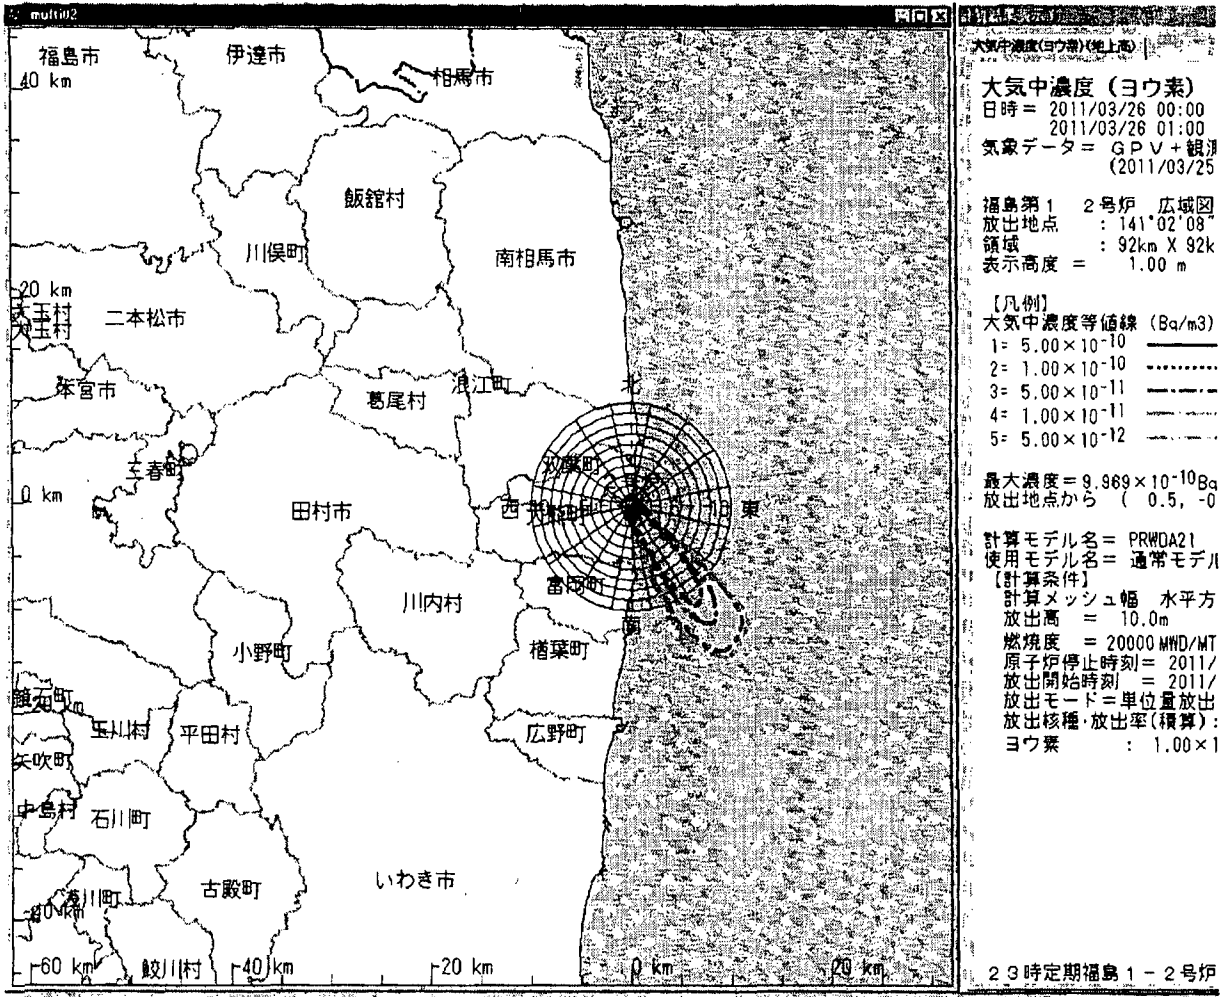 multi02
福島市
伊達市
相馬市
40 km
飯舘村
川俣町
南相馬市
20 km
大玉村
大玉村
二本松市
本宮市
葛尾村
浪江町
北
双葉町
三春町
0 km
田村市
西
東
富岡町
川内村
南
小野町
楢葉町
鏡石町
玉川村
平田村
広野町
矢吹町
中島村
石川町
浅川町
古殿町
いわき市
鮫川村
-60 km
-40 km
-20 km
0 km
20 km
大気中濃度(ヨウ素)(地上高)
大気中濃度(ヨウ素)
日時= 2011/03/26 00:00
2011/03/26 01:00
気象データ= GPV+観測
(2011/03/25
福島第1 2号炉 広域図
放出地点 : 141°02'08"
領域 : 92km X 92k
表示高度 = 1.00 m
【凡例】
大気中濃度等値線 (Bq/m3)
1= 5.00×10⁻¹⁰
2= 1.00×10⁻¹⁰
3= 5.00×10⁻¹¹
4= 1.00×10⁻¹¹
5= 5.00×10⁻¹²
最大濃度=9.969×10⁻¹⁰Bq
放出地点から ( 0.5, -0
計算モデル名= PRWDA21
使用モデル名= 通常モデル
【計算条件】
計算メッシュ幅 水平方
放出高 = 10.0m
燃焼度 = 20000MWD/MT
原子炉停止時刻= 2011/
放出開始時刻 = 2011/
放出モード=単位量放出
放出核種・放出率(積算):
ヨウ素 : 1.00×1
23時定期福島1-2号炉